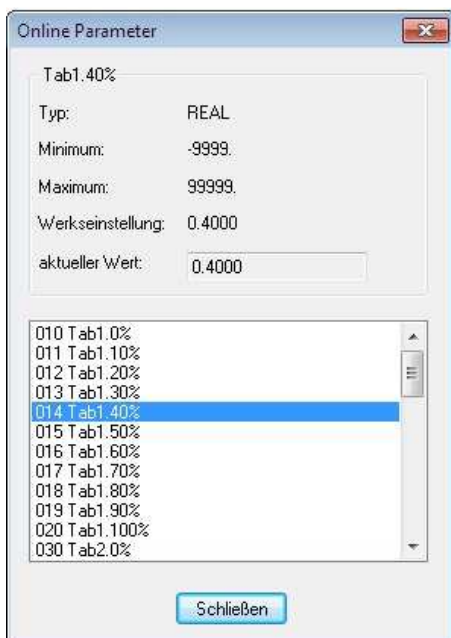 Online Parameter
Tab1.40%
Typ: REAL
Minimum: -9999.
Maximum: 99999.
Werkseinstellung: 0.4000
aktueller Wert: 0.4000
010 Tab1.0%
011 Tab1.10%
012 Tab1.20%
013 Tab1.30%
014 Tab1.40%
015 Tab1.50%
016 Tab1.60%
017 Tab1.70%
018 Tab1.80%
019 Tab1.90%
020 Tab1.100%
030 Tab2.0%
Schließen